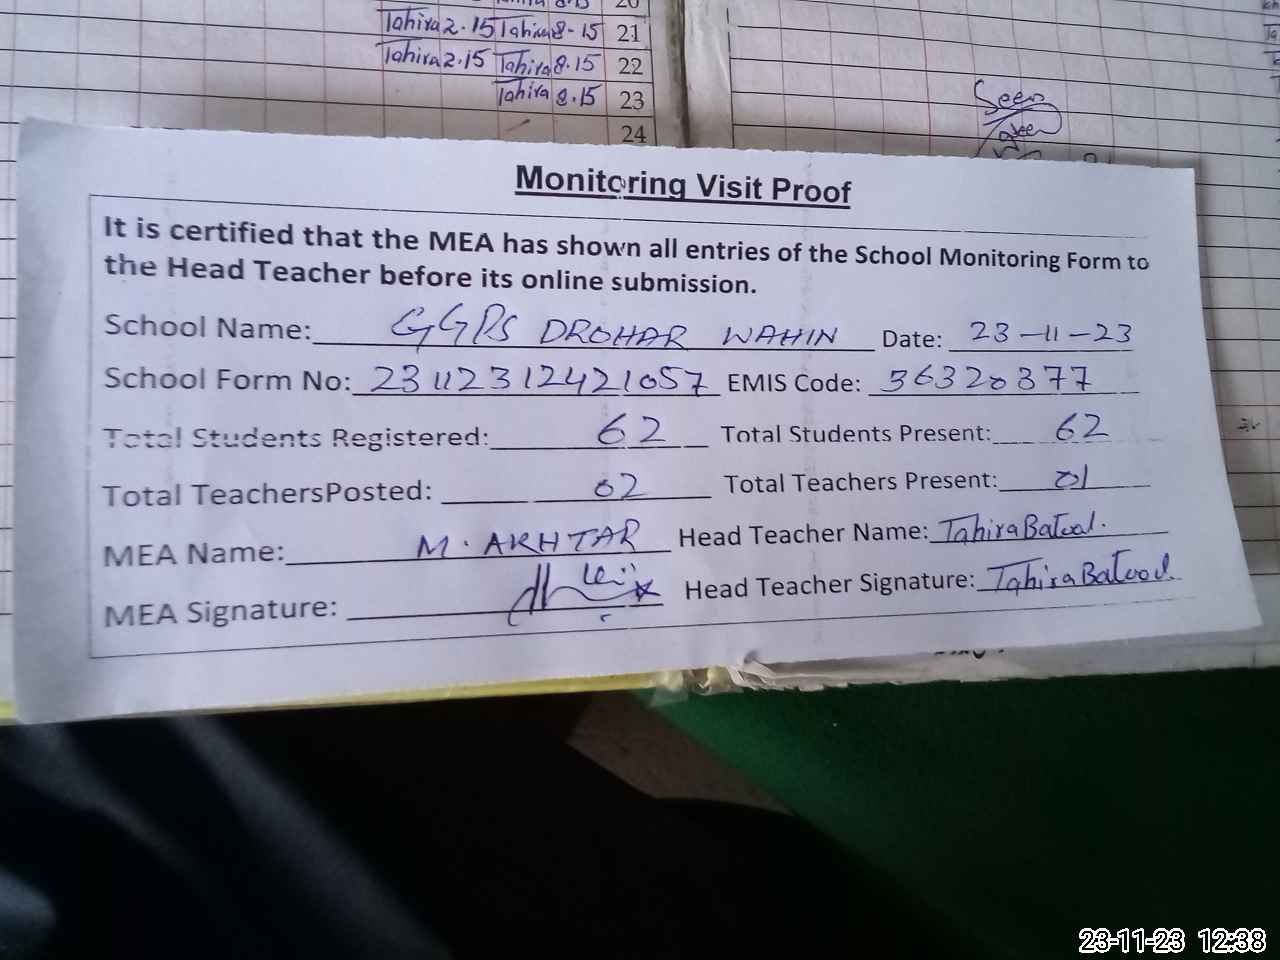 Tahira 2.15 Tahira 8-15 21
Tahira 2.15 Tahira 8.15 22
Tahira 8.15 23
24
Seen
Monitoring Visit Proof
It is certified that the MEA has shown all entries of the School Monitoring Form to
the Head Teacher before its online submission.
School Name: GGPS DROHAR WAHIN Date: 23-11-23
School Form No: 23112312421057 EMIS Code: 36320377
Total Students Registered: 62 Total Students Present: 62
Total TeachersPosted: 02 Total Teachers Present: 01
MEA Name: M. AKHTAR Head Teacher Name: Tahira Batool.
MEA Signature: Head Teacher Signature: Tahira Batool.
23-11-23 12:38